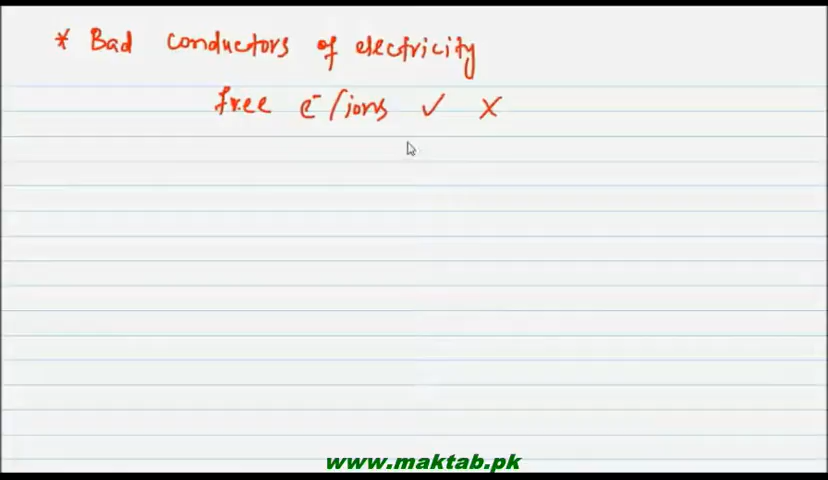 * Bad conductors of electricity
free e⁻/ions ✓ X
www.maktab.pk